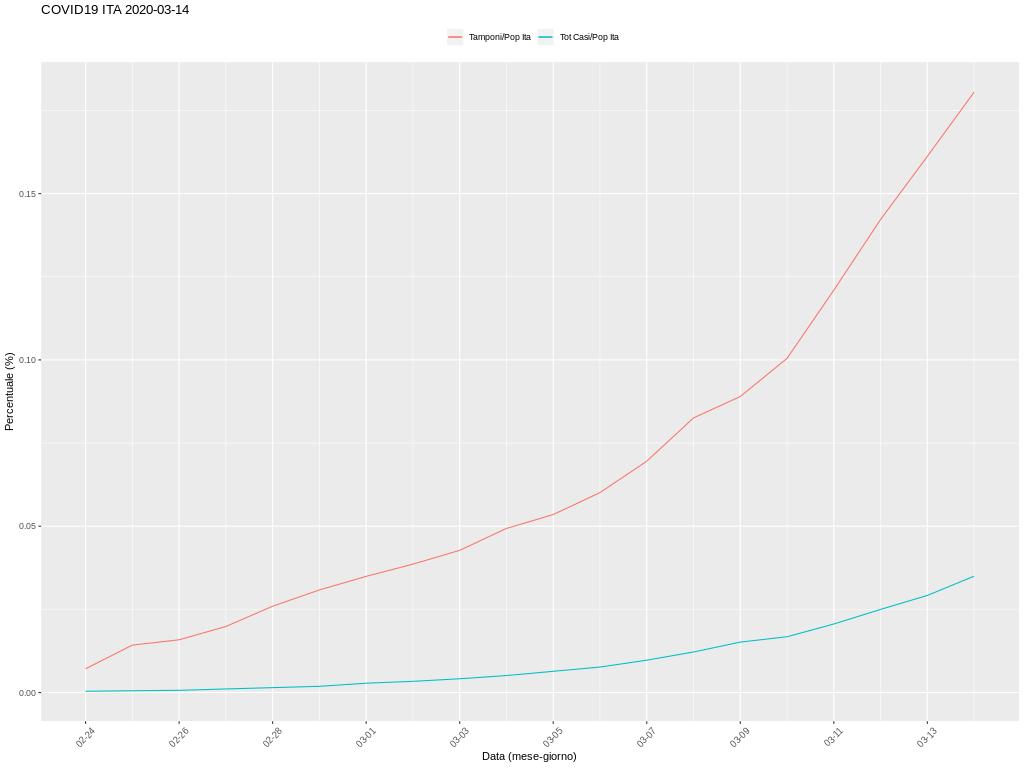 COVID19 ITA 2020-03-14
Tamponi/Pop Ita Tot Casi/Pop Ita
Percentuale (%)
0.15
0.10
0.05
0.00
02-24 02-26 02-28 03-01 03-03 03-05 03-07 03-09 03-11 03-13
Data (mese-giorno)